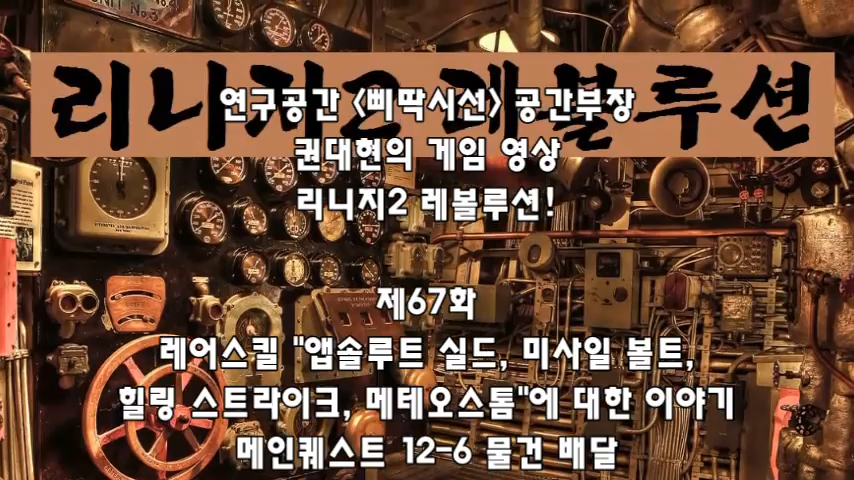 UNIT No.3
리니지2 레볼루션
연구공간 <삐딱시선> 공간부장
권대현의 게임 영상
리니지2 레볼루션!
제67화
레어스킬 "앱솔루트 실드, 미사일 볼트,
힐링 스트라이크, 메테오스톰"에 대한 이야기
메인퀘스트 12-6 물건 배달